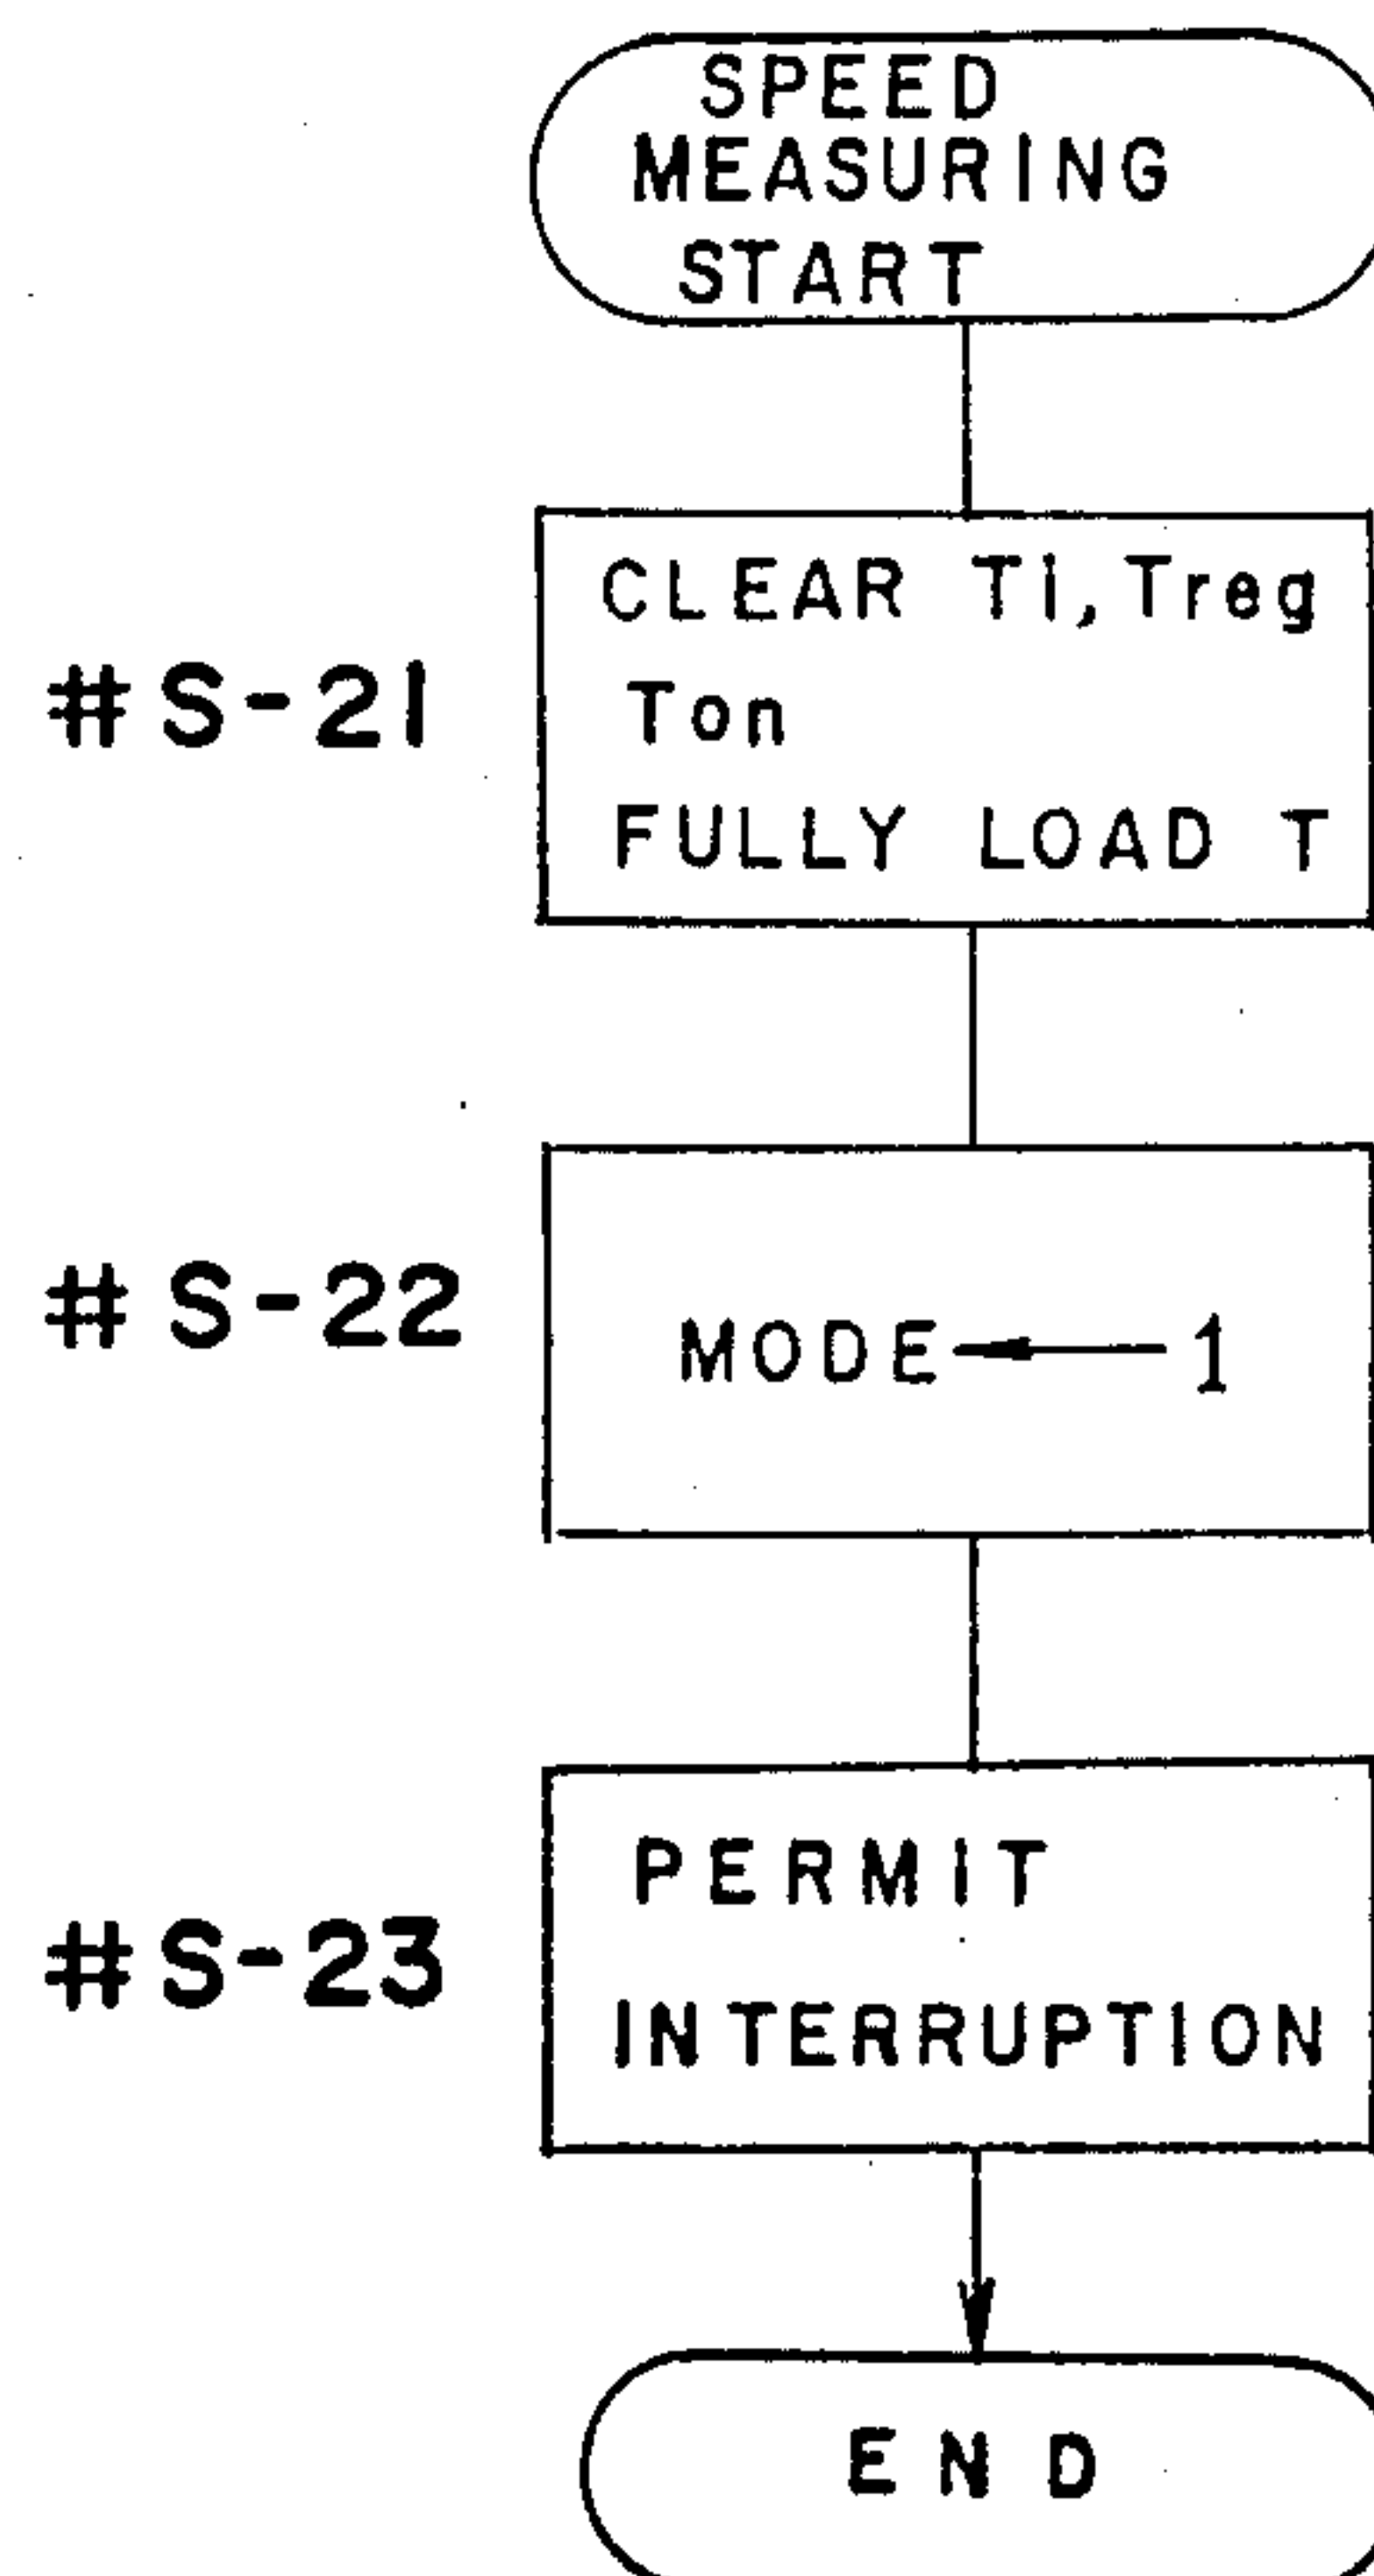 SPEED
MEASURING
START
#S-21
CLEAR Ti, Treg
Ton
FULLY LOAD T
#S-22
MODE ← 1
#S-23
PERMIT
INTERRUPTION
END